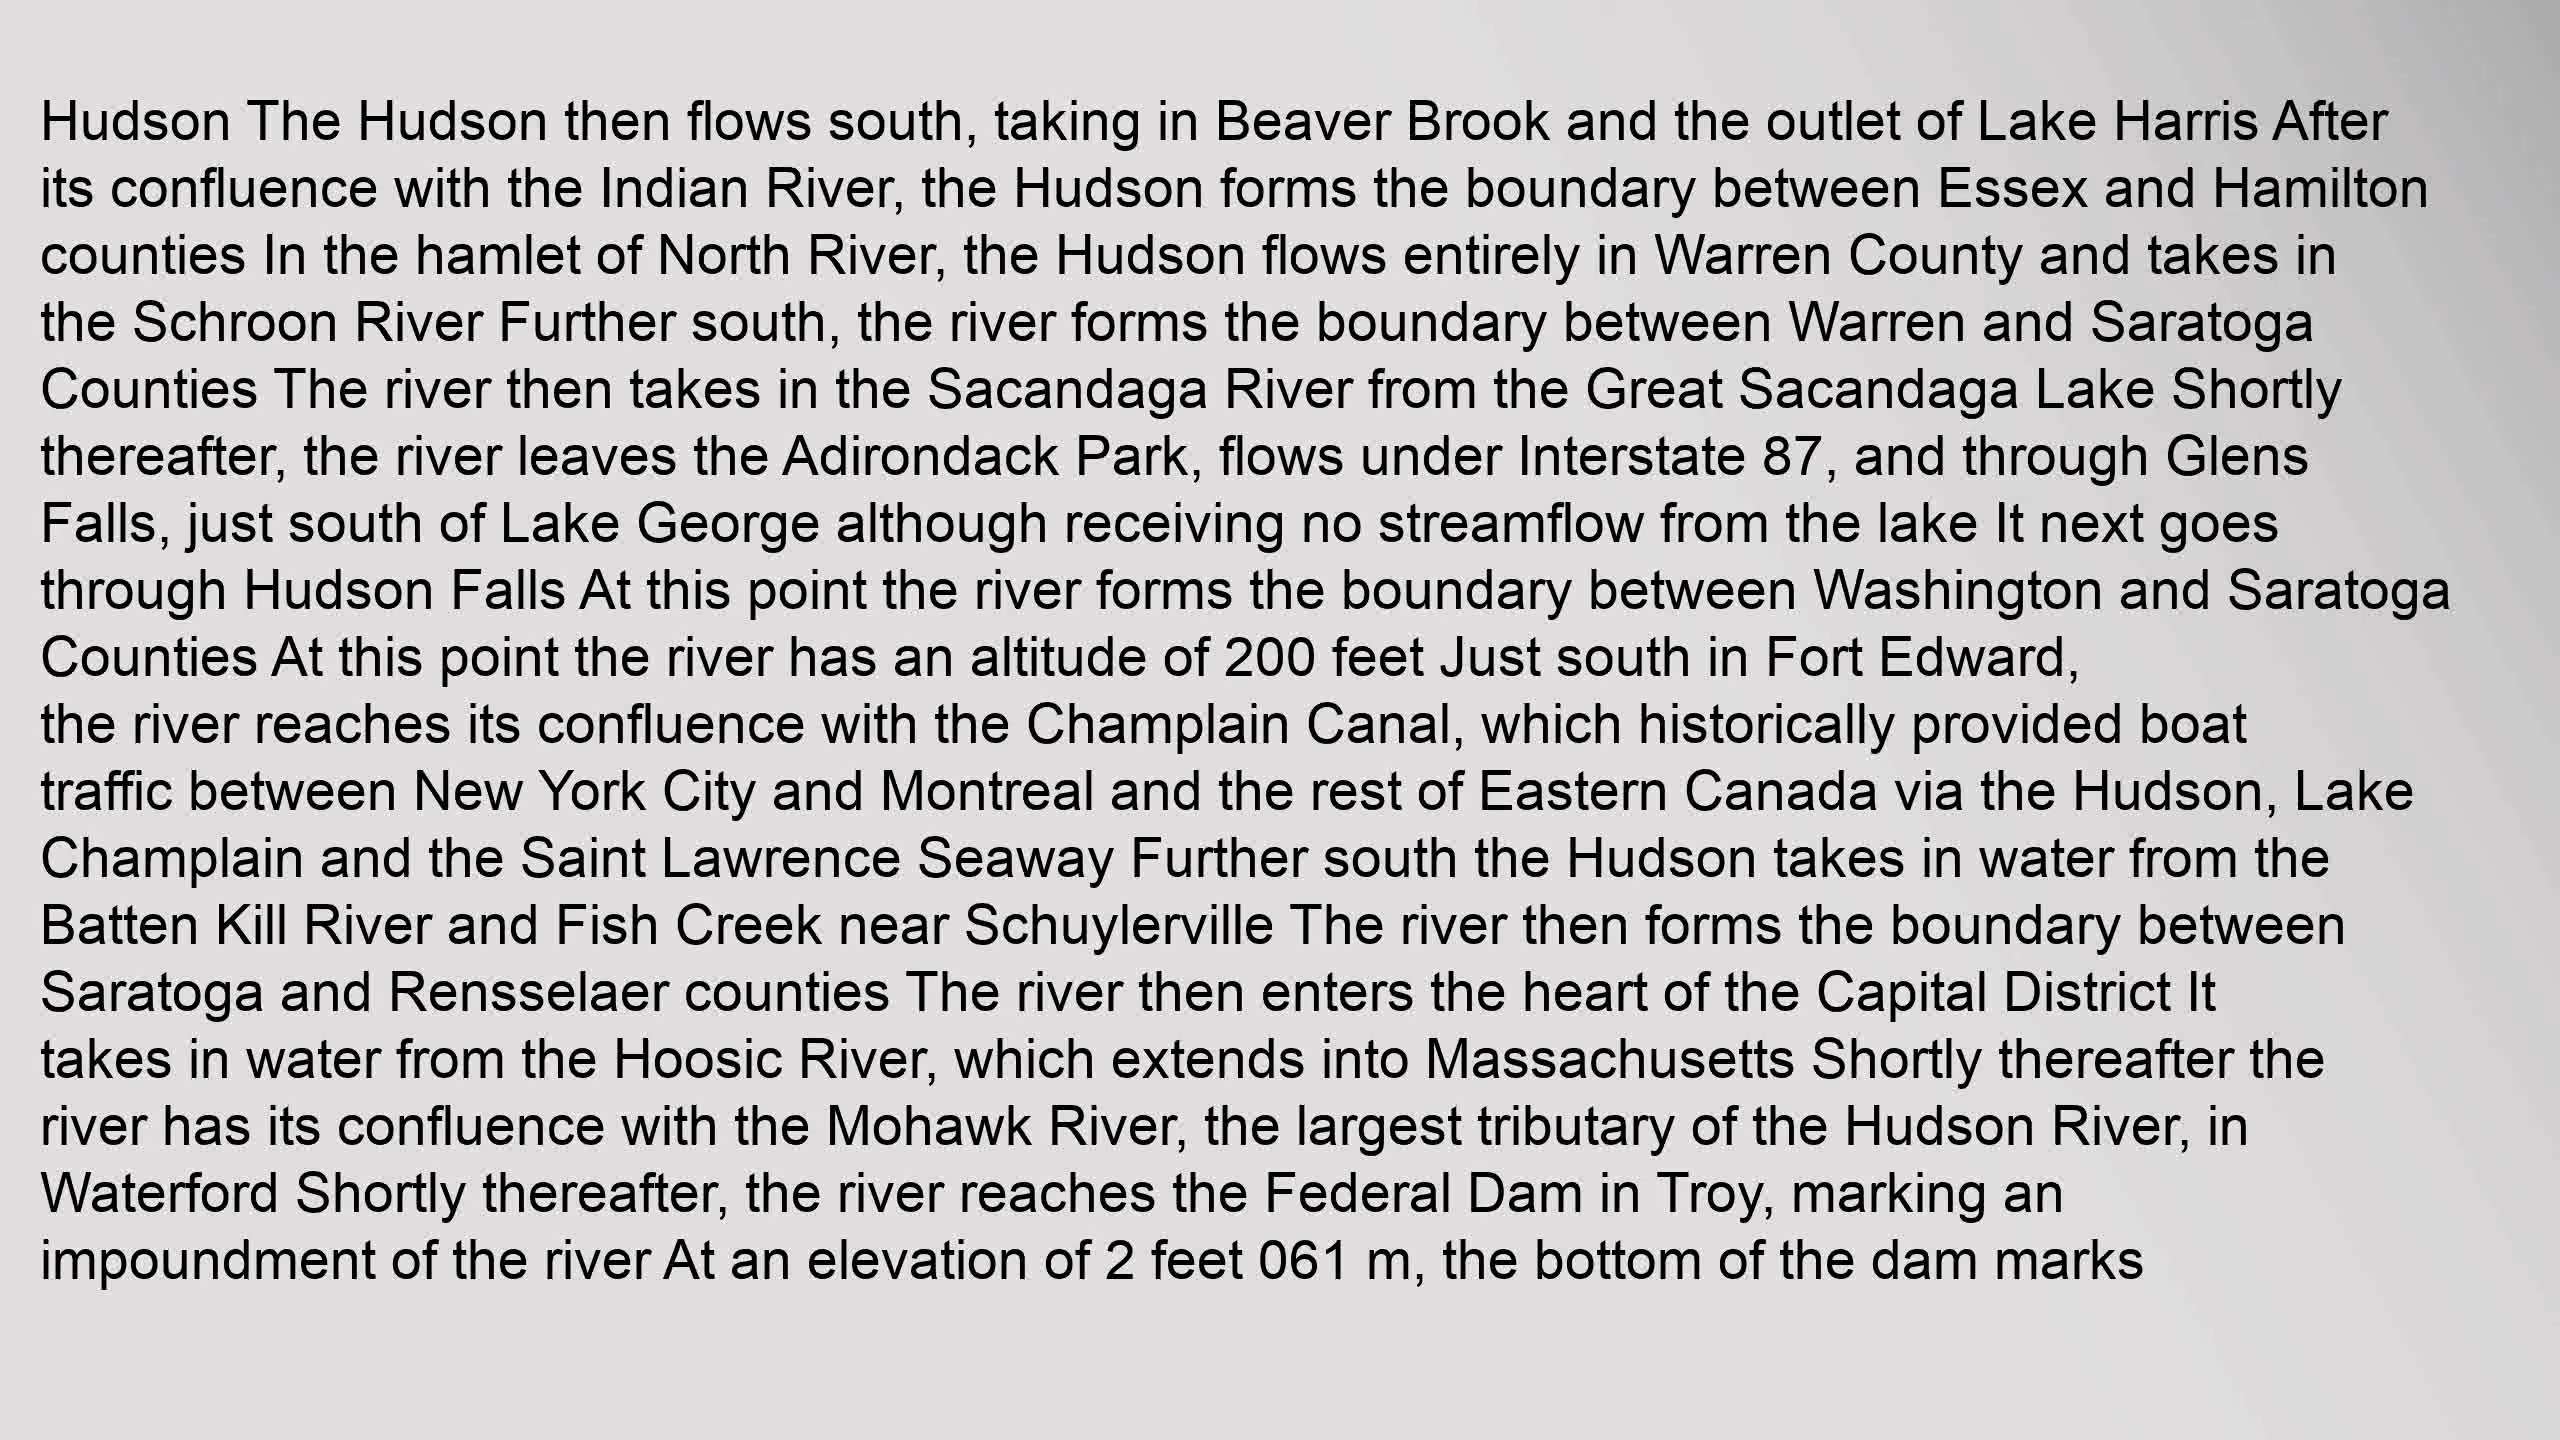 Hudson The Hudson then flows south, taking in Beaver Brook and the outlet of Lake Harris After
its confluence with the Indian River, the Hudson forms the boundary between Essex and Hamilton
counties In the hamlet of North River, the Hudson flows entirely in Warren County and takes in
the Schroon River Further south, the river forms the boundary between Warren and Saratoga
Counties The river then takes in the Sacandaga River from the Great Sacandaga Lake Shortly
thereafter, the river leaves the Adirondack Park, flows under Interstate 87, and through Glens
Falls, just south of Lake George although receiving no streamflow from the lake It next goes
through Hudson Falls At this point the river forms the boundary between Washington and Saratoga
Counties At this point the river has an altitude of 200 feet Just south in Fort Edward,
the river reaches its confluence with the Champlain Canal, which historically provided boat
traffic between New York City and Montreal and the rest of Eastern Canada via the Hudson, Lake
Champlain and the Saint Lawrence Seaway Further south the Hudson takes in water from the
Batten Kill River and Fish Creek near Schuylerville The river then forms the boundary between
Saratoga and Rensselaer counties The river then enters the heart of the Capital District It
takes in water from the Hoosic River, which extends into Massachusetts Shortly thereafter the
river has its confluence with the Mohawk River, the largest tributary of the Hudson River, in
Waterford Shortly thereafter, the river reaches the Federal Dam in Troy, marking an
impoundment of the river At an elevation of 2 feet 061 m, the bottom of the dam marks